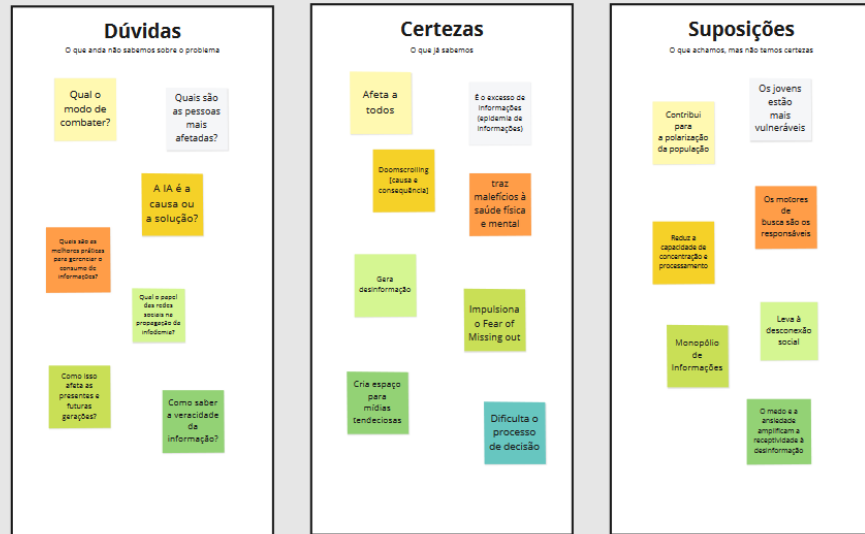 Dúvidas
O que anda não sabemos sobre o problema
Qual o
modo de
combater?
Quais são
as pessoas
mais
afetadas?
A IA é a
causa ou
a solução?
Quais são as
melhores práticas
para gerenciar o
consumo de
informações?
Qual o papel
das redes
sociais na
propagação da
infodemia?
Como isso
afeta as
presentes e
futuras
gerações?
Como saber
a veracidade
da
informação?
Certezas
O que já sabemos
Afeta a
todos
É o excesso de
informações
(epidemia de
informações)
Doomscrolling
[causa e
consequência]
traz
malefícios à
saúde física
e mental
Gera
desinformação
Impulsiona
o Fear of
Missing out
Cria espaço
para
mídias
tendeciosas
Dificulta o
processo
de decisão
Suposições
O que achamos, mas não temos certezas
Contribui
para
a polarização
da população
Os jovens
estão
mais
vulneráveis
Os motores
de
busca são os
responsáveis
Reduz a
capacidade de
concentração e
processamento
Leva à
desconexão
social
Monopólio
de
Informações
O medo e a
ansiedade
amplificam a
receptividade à
desinformação